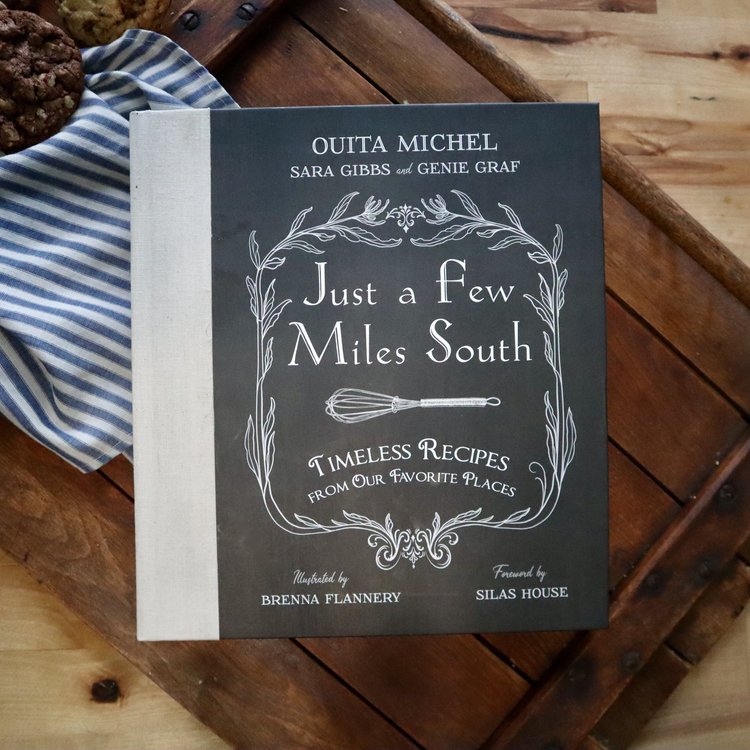 OUITA MICHEL
SARA GIBBS and GENIE GRAF
Just a Few
Miles South
TIMELESS RECIPES
FROM OUR FAVORITE PLACES
Illustrated by
BRENNA FLANNERY
Foreword by
SILAS HOUSE